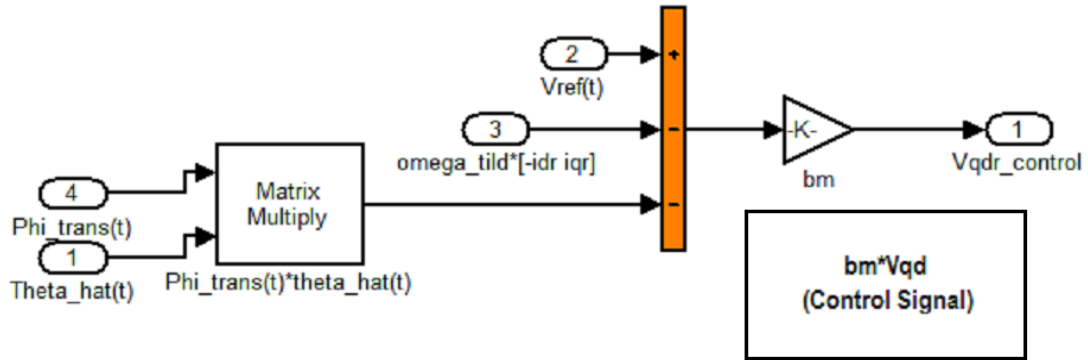 2
Vref(t)
+
3
-
omega_tild*[-idr iqr]
-K-
bm
1
Vqdr_control
4
Phi_trans(t)
Matrix
Multiply
-
1
Theta_hat(t)
Phi_trans(t)*theta_hat(t)
bm*Vqd
(Control Signal)